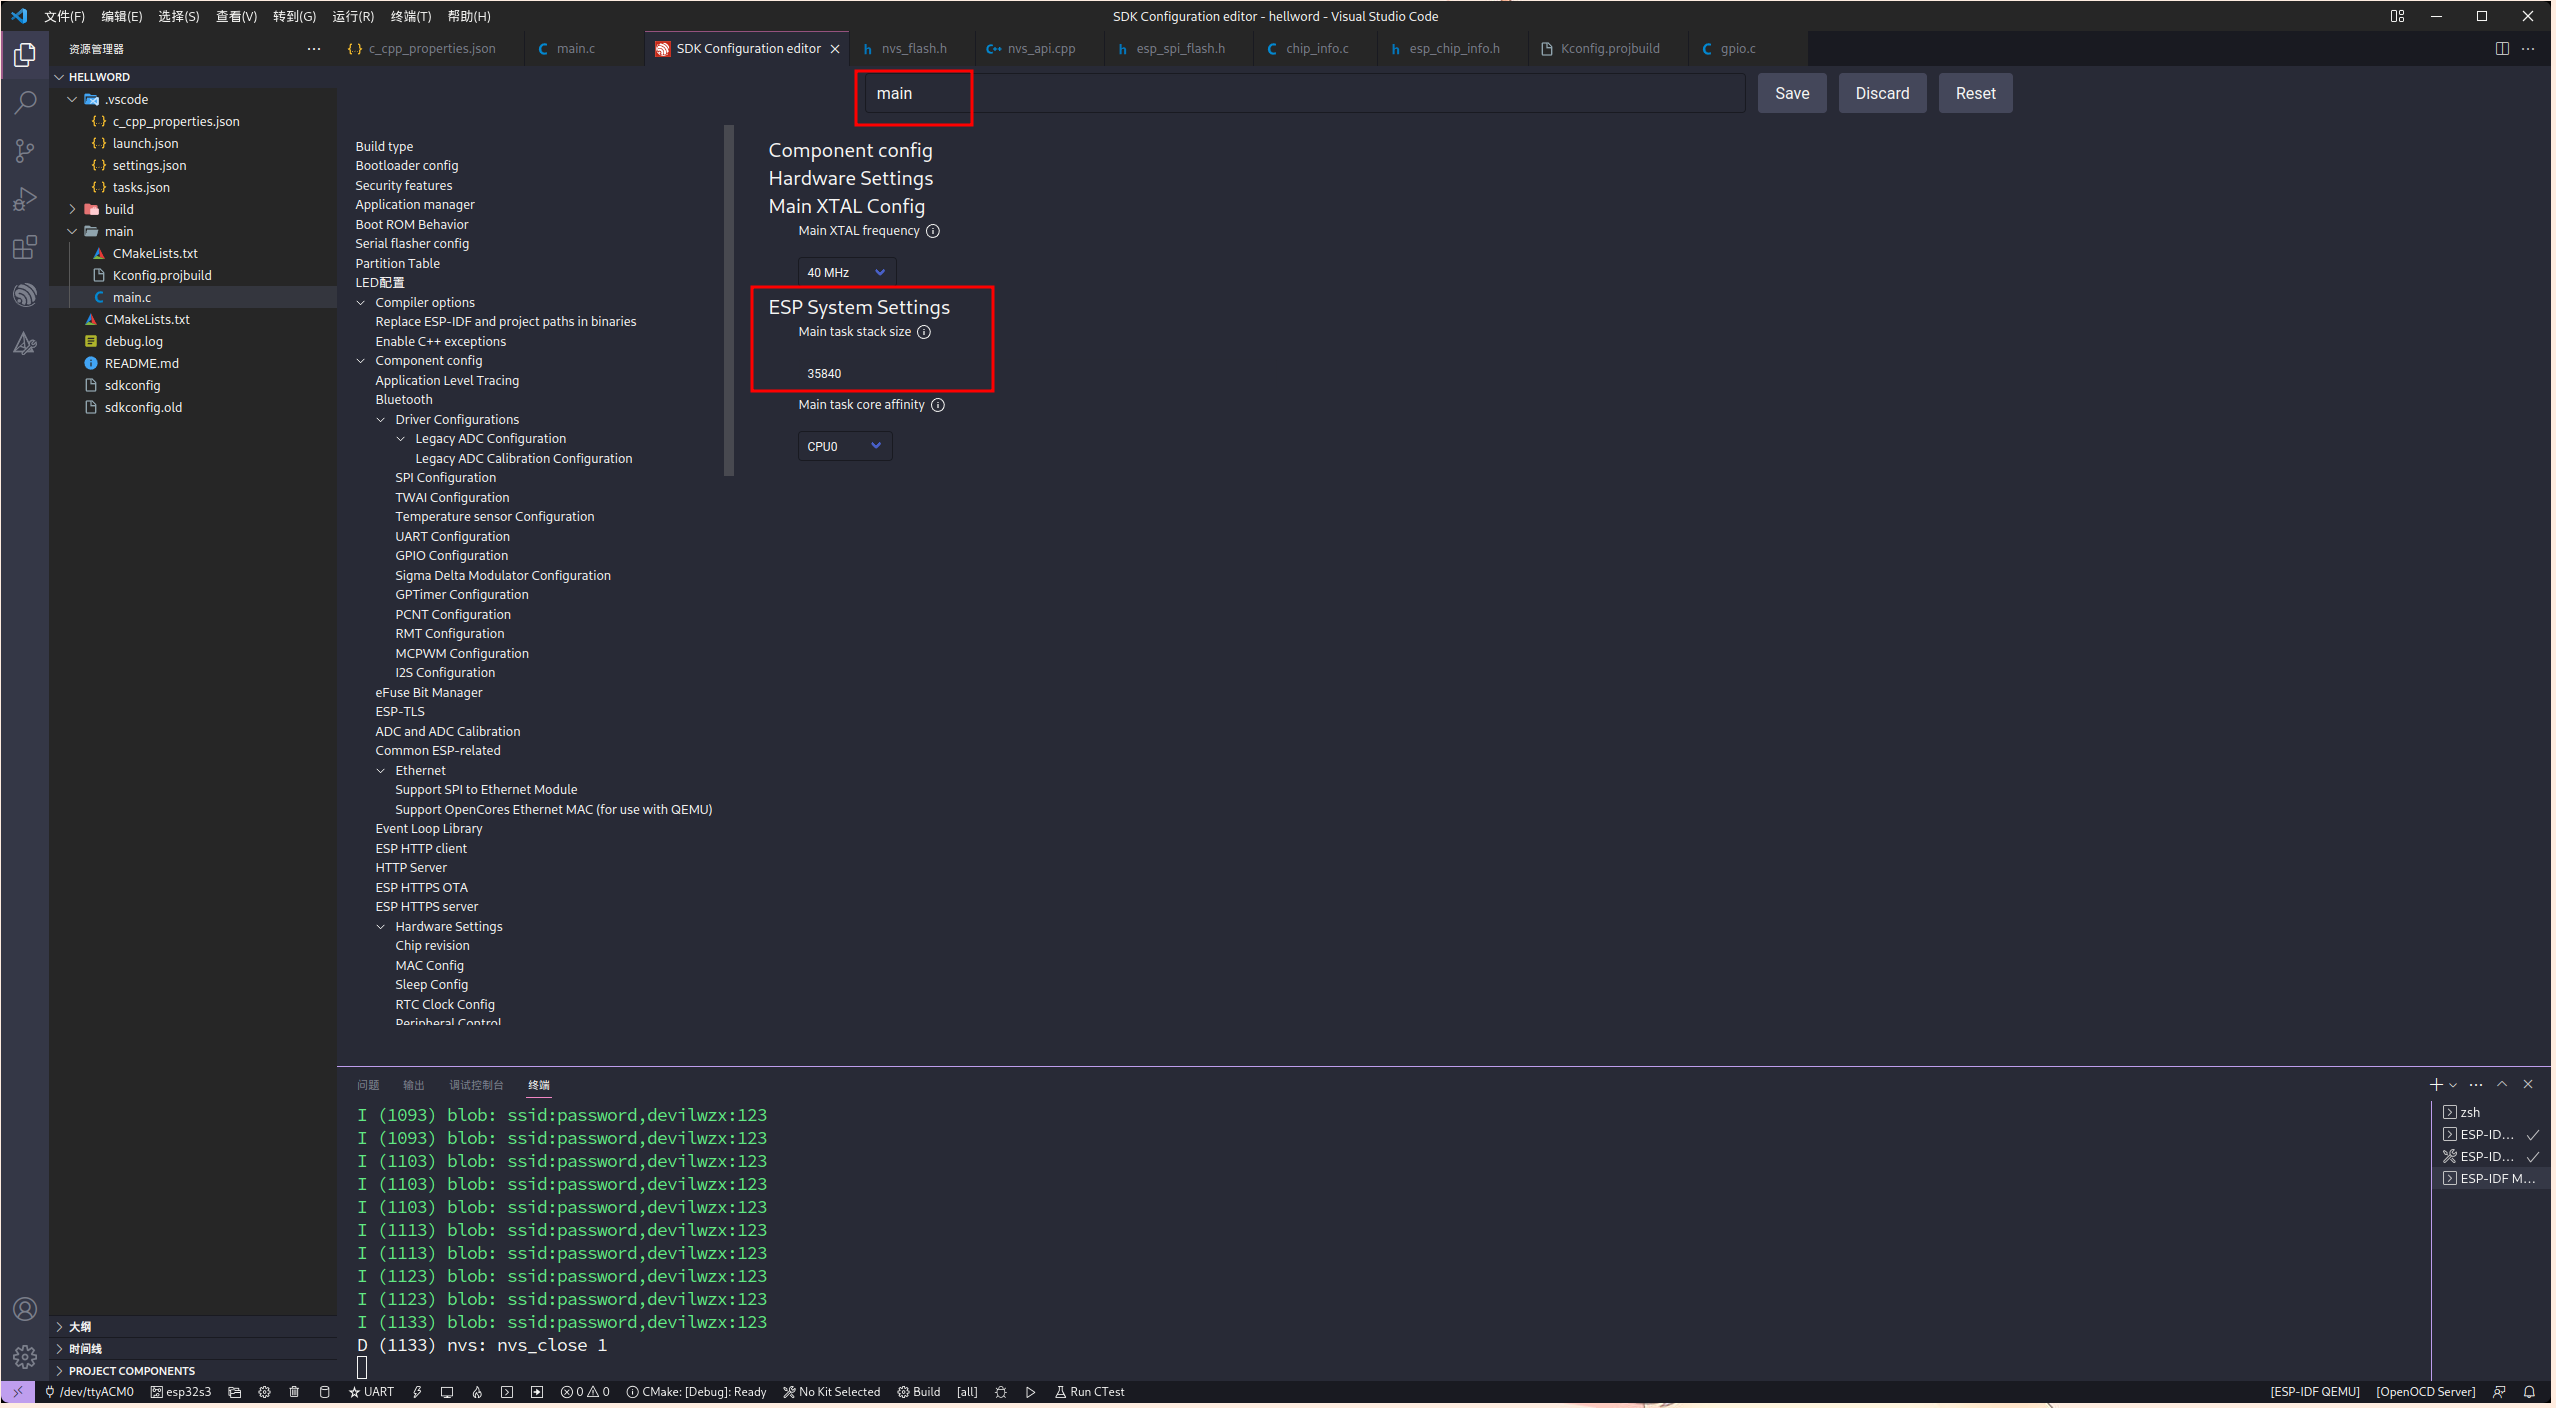 文件(F) 编辑(E) 选择(S) 查看(V) 转到(G) 运行(R) 终端(T) 帮助(H) SDK Configuration editor - hellword - Visual Studio Code
资源管理器
c_cpp_properties.json main.c SDK Configuration editor nvs_flash.h nvs_api.cpp esp_spi_flash.h chip_info.c esp_chip_info.h Kconfig.projbuild gpio.c
HELLWORD
.vscode
c_cpp_properties.json
launch.json
settings.json
tasks.json
build
main
CMakeLists.txt
Kconfig.projbuild
main.c
CMakeLists.txt
debug.log
README.md
sdkconfig
sdkconfig.old
大纲
时间线
PROJECT COMPONENTS
main Save Discard Reset
Build type
Bootloader config
Security features
Application manager
Boot ROM Behavior
Serial flasher config
Partition Table
LED配置
Compiler options
Replace ESP-IDF and project paths in binaries
Enable C++ exceptions
Component config
Application Level Tracing
Bluetooth
Driver Configurations
Legacy ADC Configuration
Legacy ADC Calibration Configuration
SPI Configuration
TWAI Configuration
Temperature sensor Configuration
UART Configuration
GPIO Configuration
Sigma Delta Modulator Configuration
GPTimer Configuration
PCNT Configuration
RMT Configuration
MCPWM Configuration
I2S Configuration
eFuse Bit Manager
ESP-TLS
ADC and ADC Calibration
Common ESP-related
Ethernet
Support SPI to Ethernet Module
Support OpenCores Ethernet MAC (for use with QEMU)
Event Loop Library
ESP HTTP client
HTTP Server
ESP HTTPS OTA
ESP HTTPS server
Hardware Settings
Chip revision
MAC Config
Sleep Config
RTC Clock Config
Peripheral Control
Component config
Hardware Settings
Main XTAL Config
Main XTAL frequency
40 MHz
ESP System Settings
Main task stack size
35840
Main task core affinity
CPU0
问题 输出 调试控制台 终端
I (1093) blob: ssid:password,devilwzx:123
I (1093) blob: ssid:password,devilwzx:123
I (1103) blob: ssid:password,devilwzx:123
I (1103) blob: ssid:password,devilwzx:123
I (1103) blob: ssid:password,devilwzx:123
I (1113) blob: ssid:password,devilwzx:123
I (1113) blob: ssid:password,devilwzx:123
I (1123) blob: ssid:password,devilwzx:123
I (1123) blob: ssid:password,devilwzx:123
I (1133) blob: ssid:password,devilwzx:123
D (1133) nvs: nvs_close 1
zsh
ESP-ID...
ESP-ID...
ESP-IDF M...
/dev/ttyACM0 esp32s3 UART 0 0 CMake: [Debug]: Ready No Kit Selected Build [all] Run CTest [ESP-IDF QEMU] [OpenOCD Server]